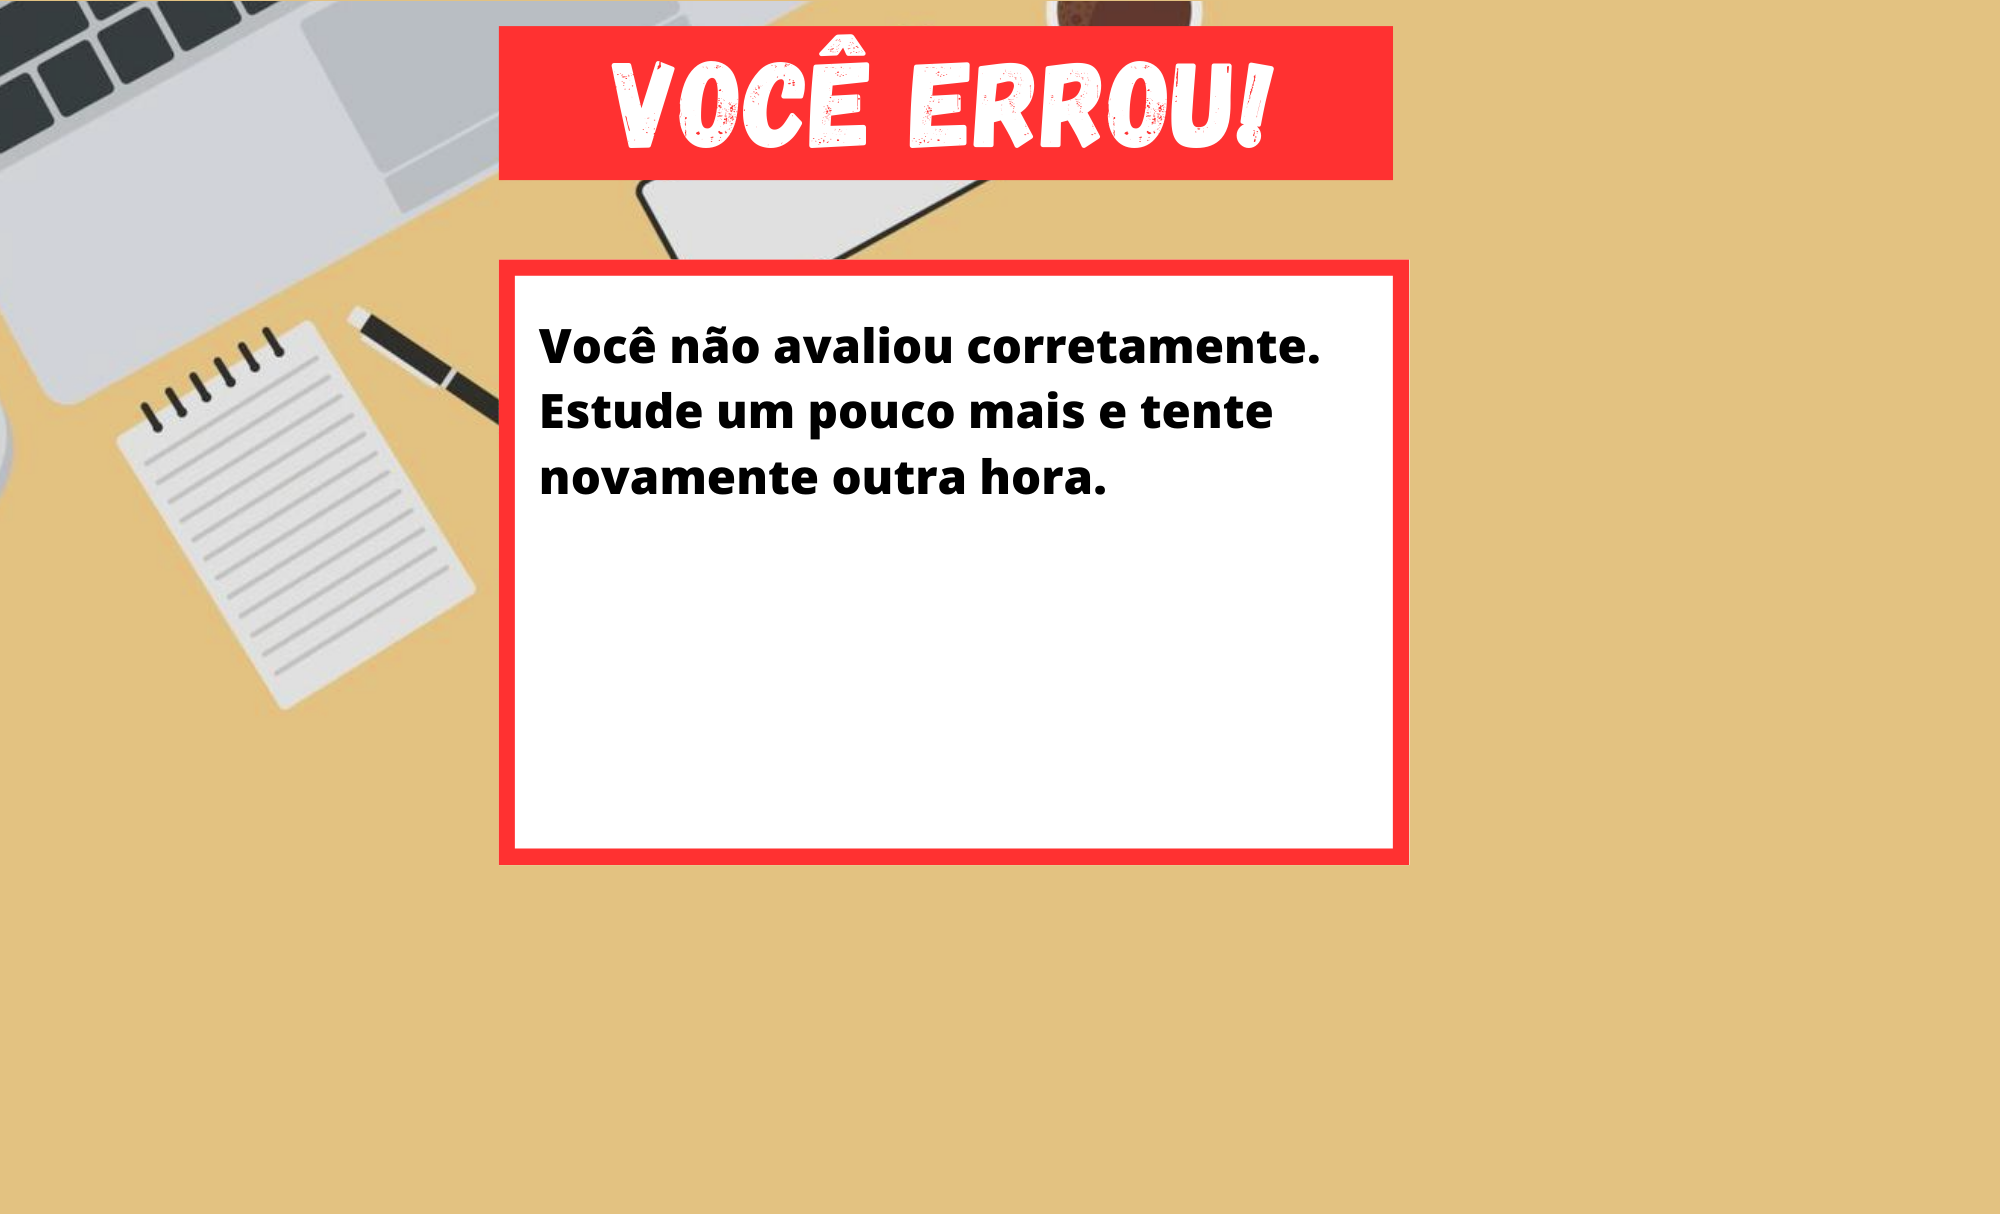 VOCÊ ERROU!
Você não avaliou corretamente.
Estude um pouco mais e tente
novamente outra hora.